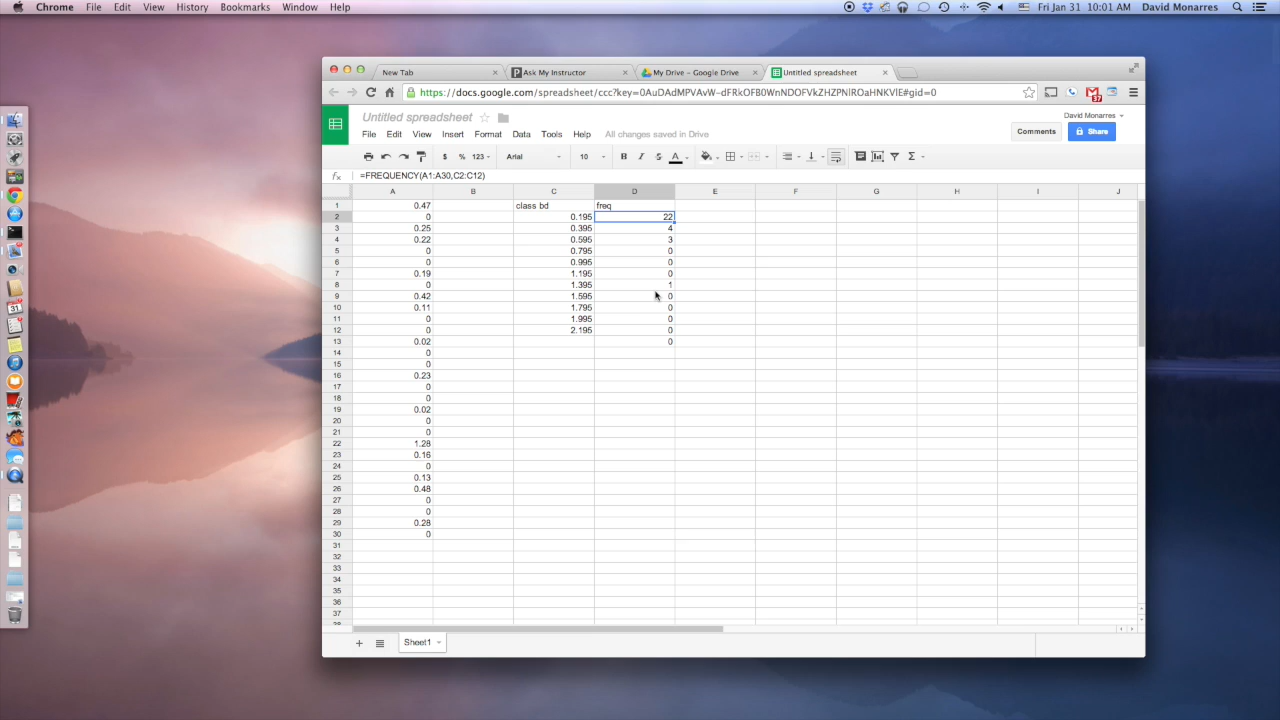 Chrome File Edit View History Bookmarks Window Help Fri Jan 31 10:01 AM David Monarres
New Tab Ask My Instructor My Drive – Google Drive Untitled spreadsheet
https://docs.google.com/spreadsheet/ccc?key=0AuDAdMPVAvW-dFRkOFB0WnNDOFVkZHZPNlROaHNKVlE#gid=0
37
Untitled spreadsheet David Monarres
File Edit View Insert Format Data Tools Help All changes saved in Drive Comments Share
$ % 123 Arial 10 B I S A Σ
fx =FREQUENCY(A1:A30,C2:C12)
A B C D E F G H I J
1 0.47 class bd freq
2 0 0.195 22
3 0.25 0.395 4
4 0.22 0.595 3
5 0 0.795 0
6 0 0.995 0
7 0.19 1.195 0
8 0 1.395 1
9 0.42 1.595 0
10 0.11 1.795 0
11 0 1.995 0
12 0 2.195 0
13 0.02 0
14 0
15 0
16 0.23
17 0
18 0
19 0.02
20 0
21 0
22 1.28
23 0.16
24 0
25 0.13
26 0.48
27 0
28 0
29 0.28
30 0
31
32
33
34
35
36
37
38
+ Sheet1
31